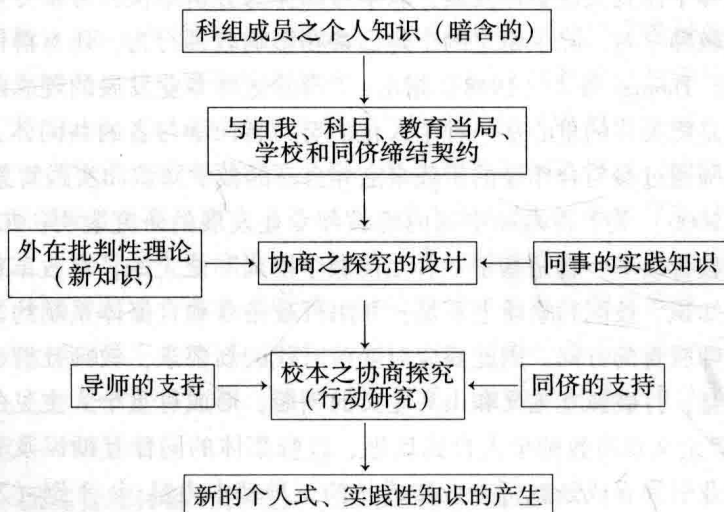 科组成员之个人知识（暗含的）
与自我、科目、教育当局、
学校和同侪缔结契约
外在批判性理论
（新知识）
协商之探究的设计
同事的实践知识
导师的支持
校本之协商探究
（行动研究）
同侪的支持
新的个人式、实践性知识的产生